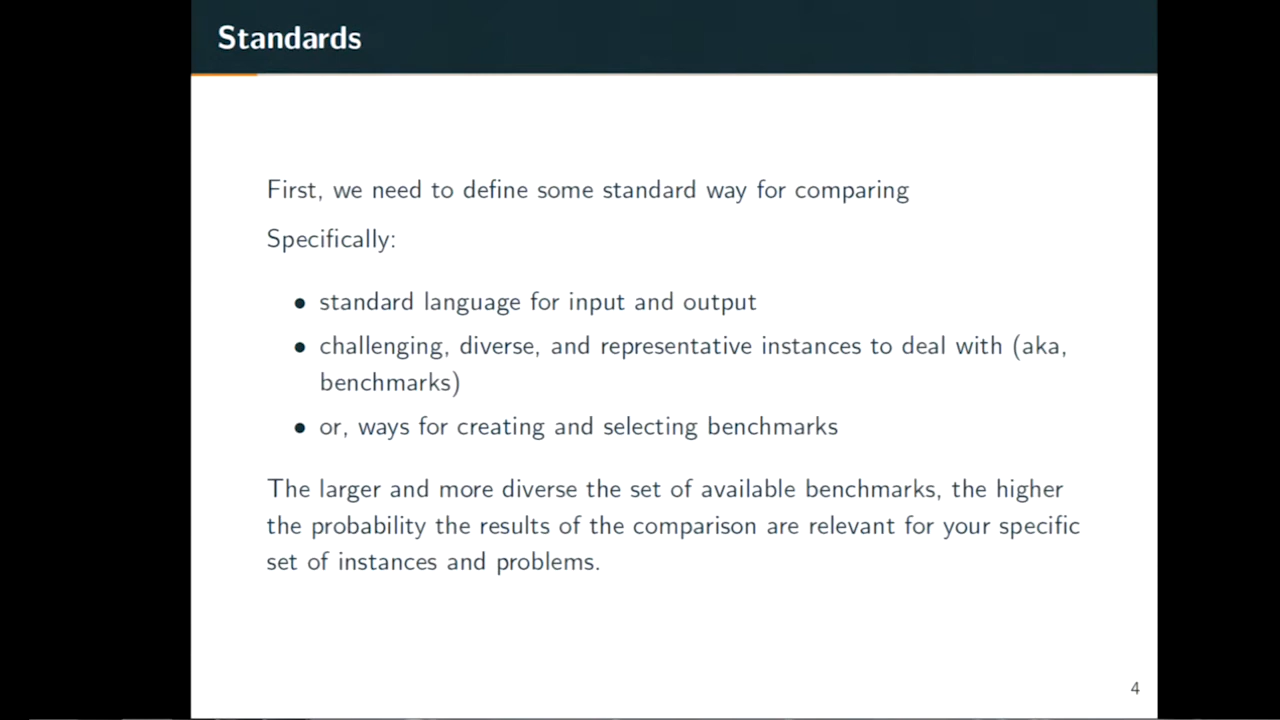 Standards
First, we need to define some standard way for comparing
Specifically:
• standard language for input and output
• challenging, diverse, and representative instances to deal with (aka,
benchmarks)
• or, ways for creating and selecting benchmarks
The larger and more diverse the set of available benchmarks, the higher
the probability the results of the comparison are relevant for your specific
set of instances and problems.
4